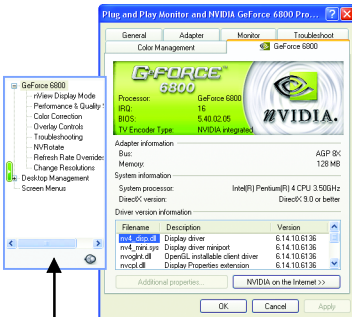 Plug and Play Monitor and NVIDIA GeForce 6800 Pro...
General
Adapter
Monitor
Troubleshoot
Color Management
GeForce 6800
GEFORCE
6800
Processor: GeForce 6800
IRQ: 16
BIOS: 5.40.02.05
TV Encoder Type: NVIDIA integrated
nVIDIA.
Adapter information
Bus: AGP 8X
Memory: 128 MB
System information
System processor: Intel(R) Pentium(R) 4 CPU 3.50GHz
DirectX version: DirectX 9.0 or better
Driver version information
Filename Description Version
nv4_disp.dll Display driver 6.14.10.6136
nv4_mini.sys Display driver miniport 6.14.10.6136
nvoglnt.dll OpenGL installable client driver 6.14.10.6136
nvcpl.dll Display Properties extension 6.14.10.6136
Additional properties...
NVIDIA on the Internet >>
OK
Cancel
Apply
GeForce 6800
nView Display Mode
Performance & Quality
Color Correction
Overlay Controls
Troubleshooting
NVRotate
Refresh Rate Overrides
Change Resolutions
Desktop Management
Screen Menus